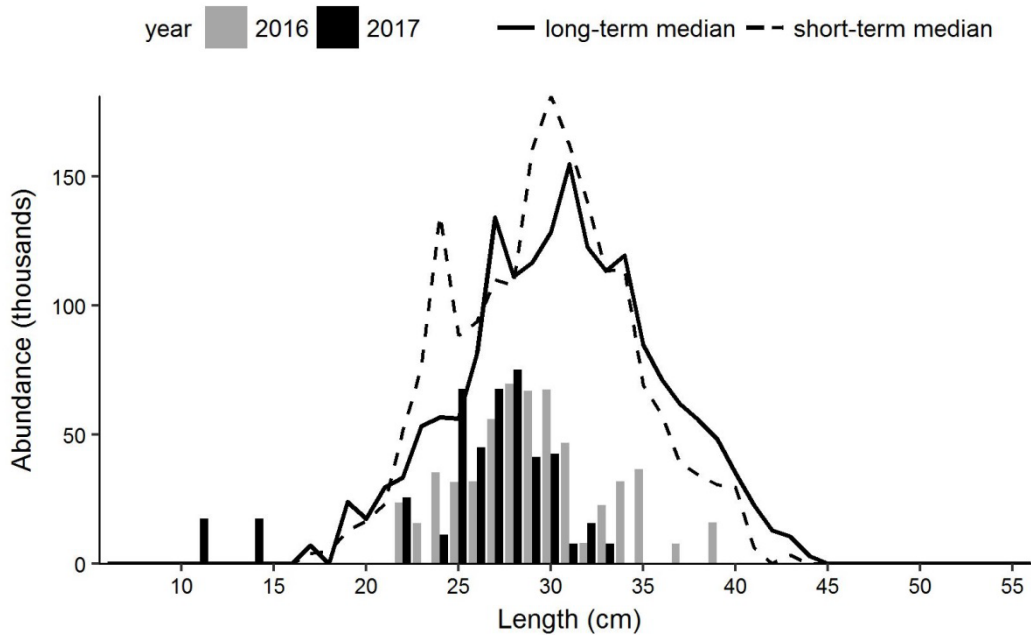 year 2016 2017 long-term median short-term median
Abundance (thousands)
150
100
50
0
10 15 20 25 30 35 40 45 50 55
Length (cm)